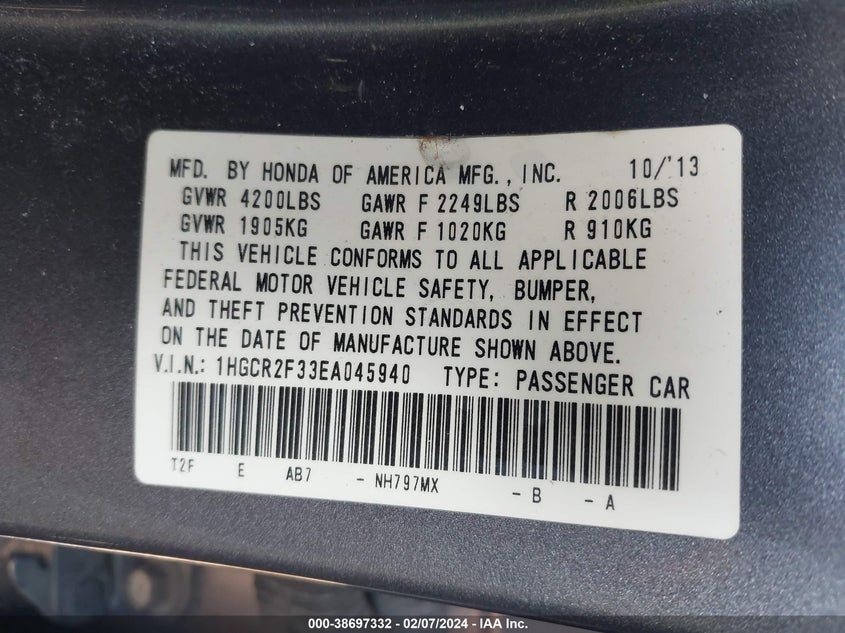 MFD. BY HONDA OF AMERICA MFG., INC. 10/'13
GVWR 4200LBS GAWR F 2249LBS R 2006LBS
GVWR 1905KG GAWR F 1020KG R 910KG
THIS VEHICLE CONFORMS TO ALL APPLICABLE
FEDERAL MOTOR VEHICLE SAFETY, BUMPER,
AND THEFT PREVENTION STANDARDS IN EFFECT
ON THE DATE OF MANUFACTURE SHOWN ABOVE.
V.I.N.: 1HGCR2F33EA045940 TYPE: PASSENGER CAR
T2F E AB7 - NH797MX - B - A
000-38697332 / 02/07/2024 — IAA Inc.